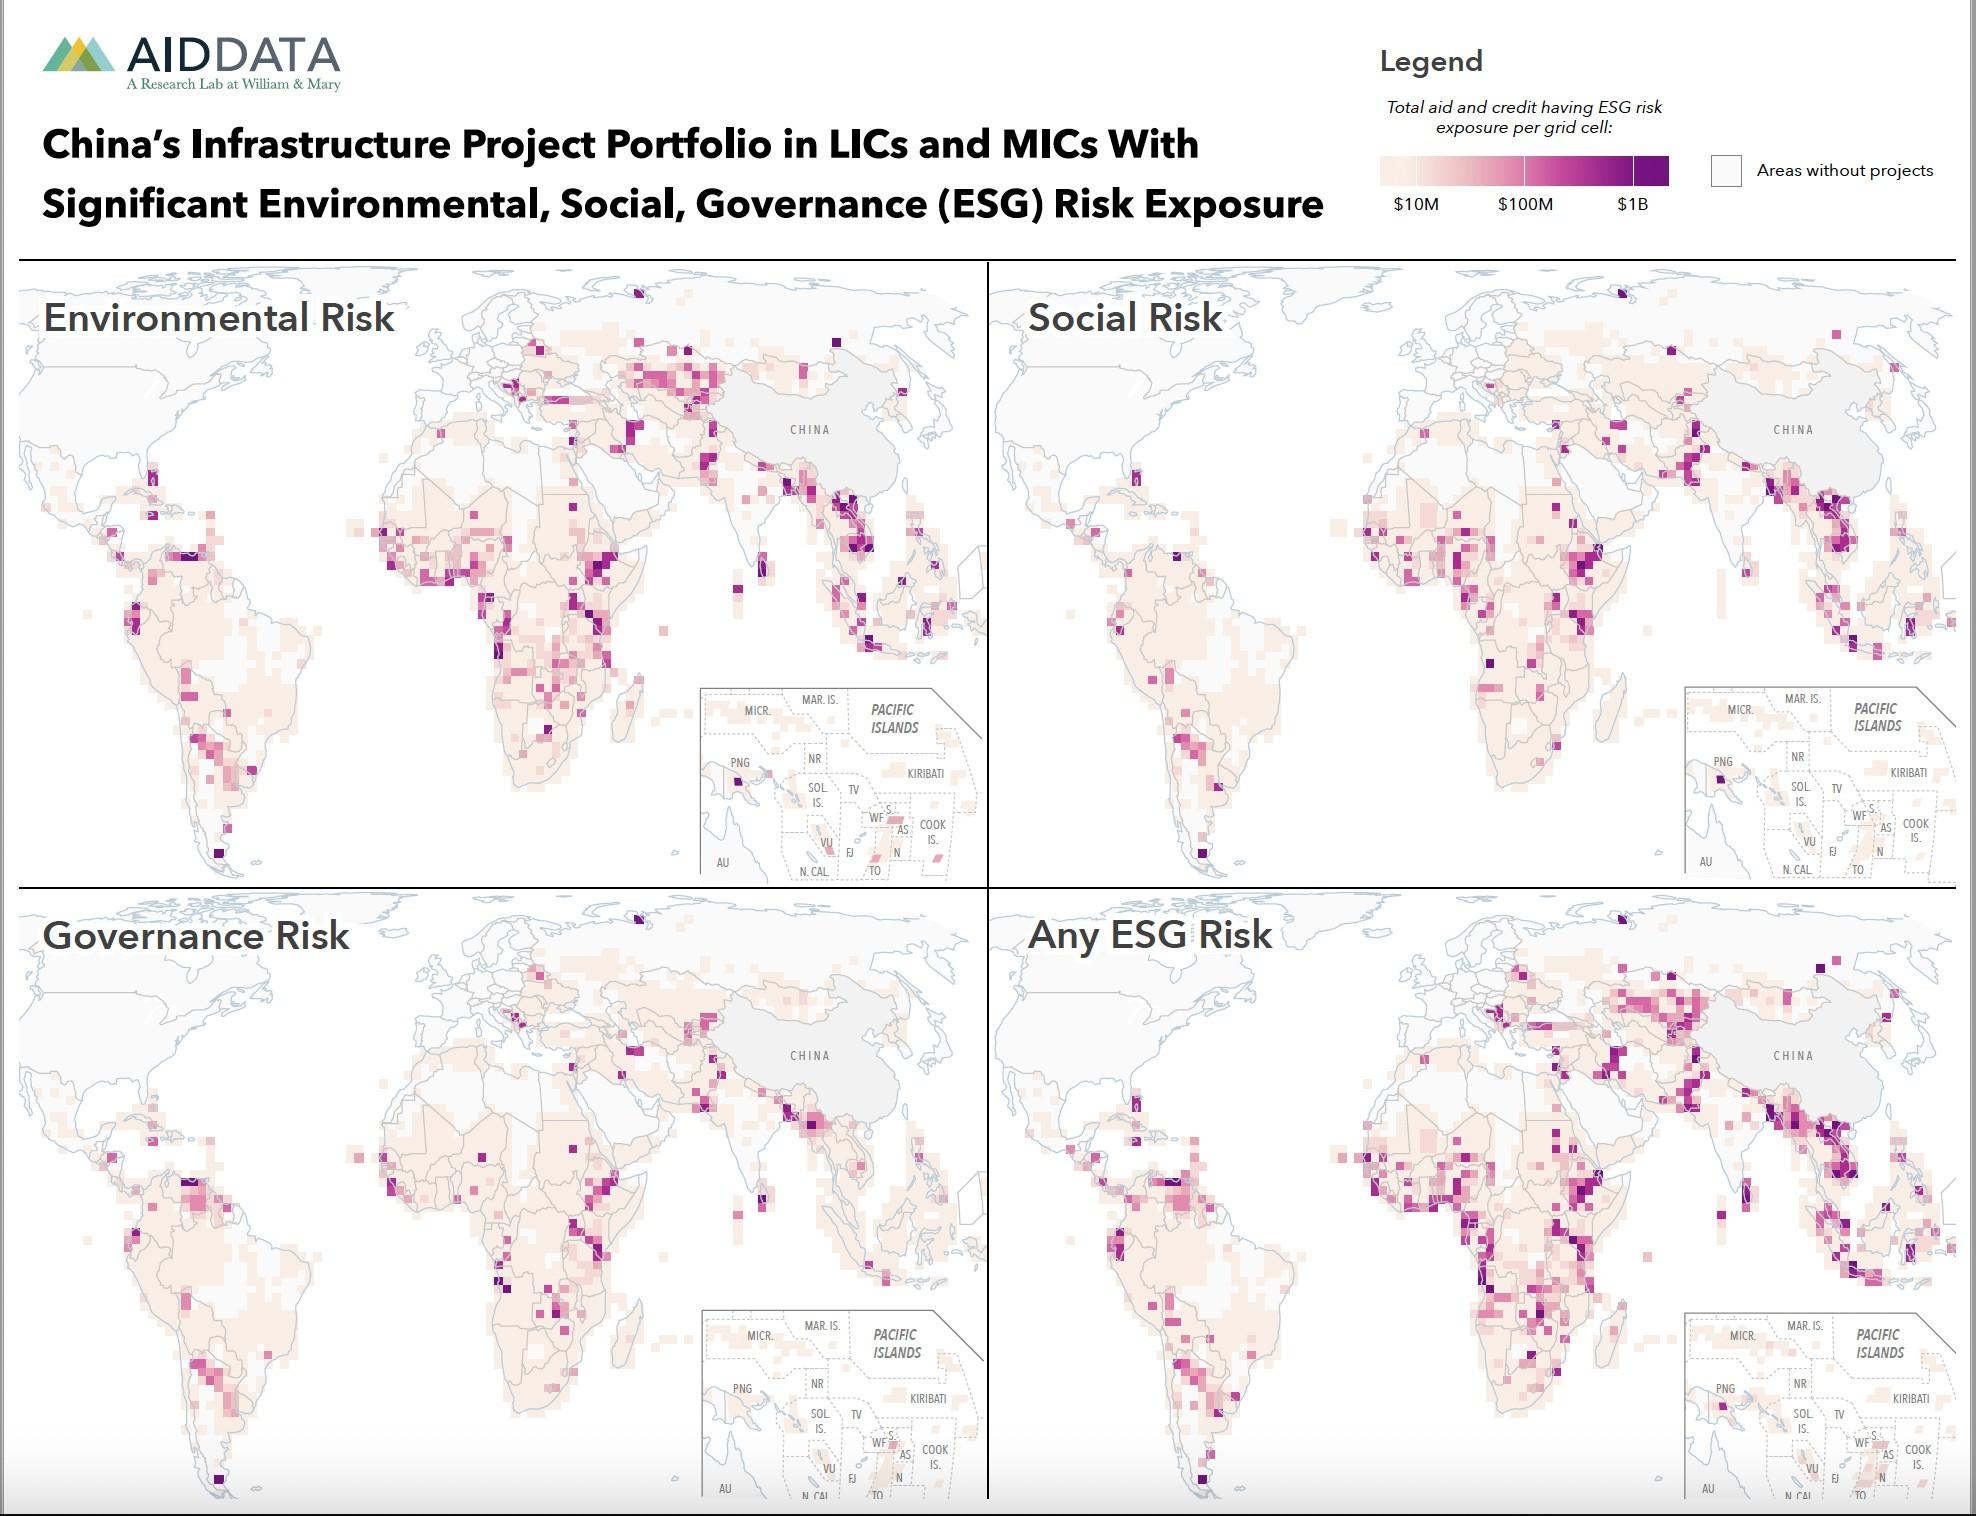 AIDDATA
A Research Lab at William & Mary
China's Infrastructure Project Portfolio in LICs and MICs With
Significant Environmental, Social, Governance (ESG) Risk Exposure
Legend
Total aid and credit having ESG risk
exposure per grid cell:
$10M $100M $1B
Areas without projects
Environmental Risk
CHINA
MICR.
MAR. IS.
PACIFIC
ISLANDS
PNG
NR
KIRIBATI
SOL.
IS.
TV
WF
S.
AS
COOK
IS.
VU
FJ
N
AU
N. CAL.
TO
Social Risk
CHINA
MICR.
MAR. IS.
PACIFIC
ISLANDS
PNG
NR
KIRIBATI
SOL.
IS.
TV
WF
S.
AS
COOK
IS.
VU
FJ
N
AU
N. CAL.
TO
Governance Risk
CHINA
MICR.
MAR. IS.
PACIFIC
ISLANDS
PNG
NR
KIRIBATI
SOL.
IS.
TV
WF
S.
AS
COOK
IS.
VU
FJ
N
AU
N. CAL.
TO
Any ESG Risk
CHINA
MICR.
MAR. IS.
PACIFIC
ISLANDS
PNG
NR
KIRIBATI
SOL.
IS.
TV
WF
S.
AS
COOK
IS.
VU
FJ
N
AU
N. CAL.
TO